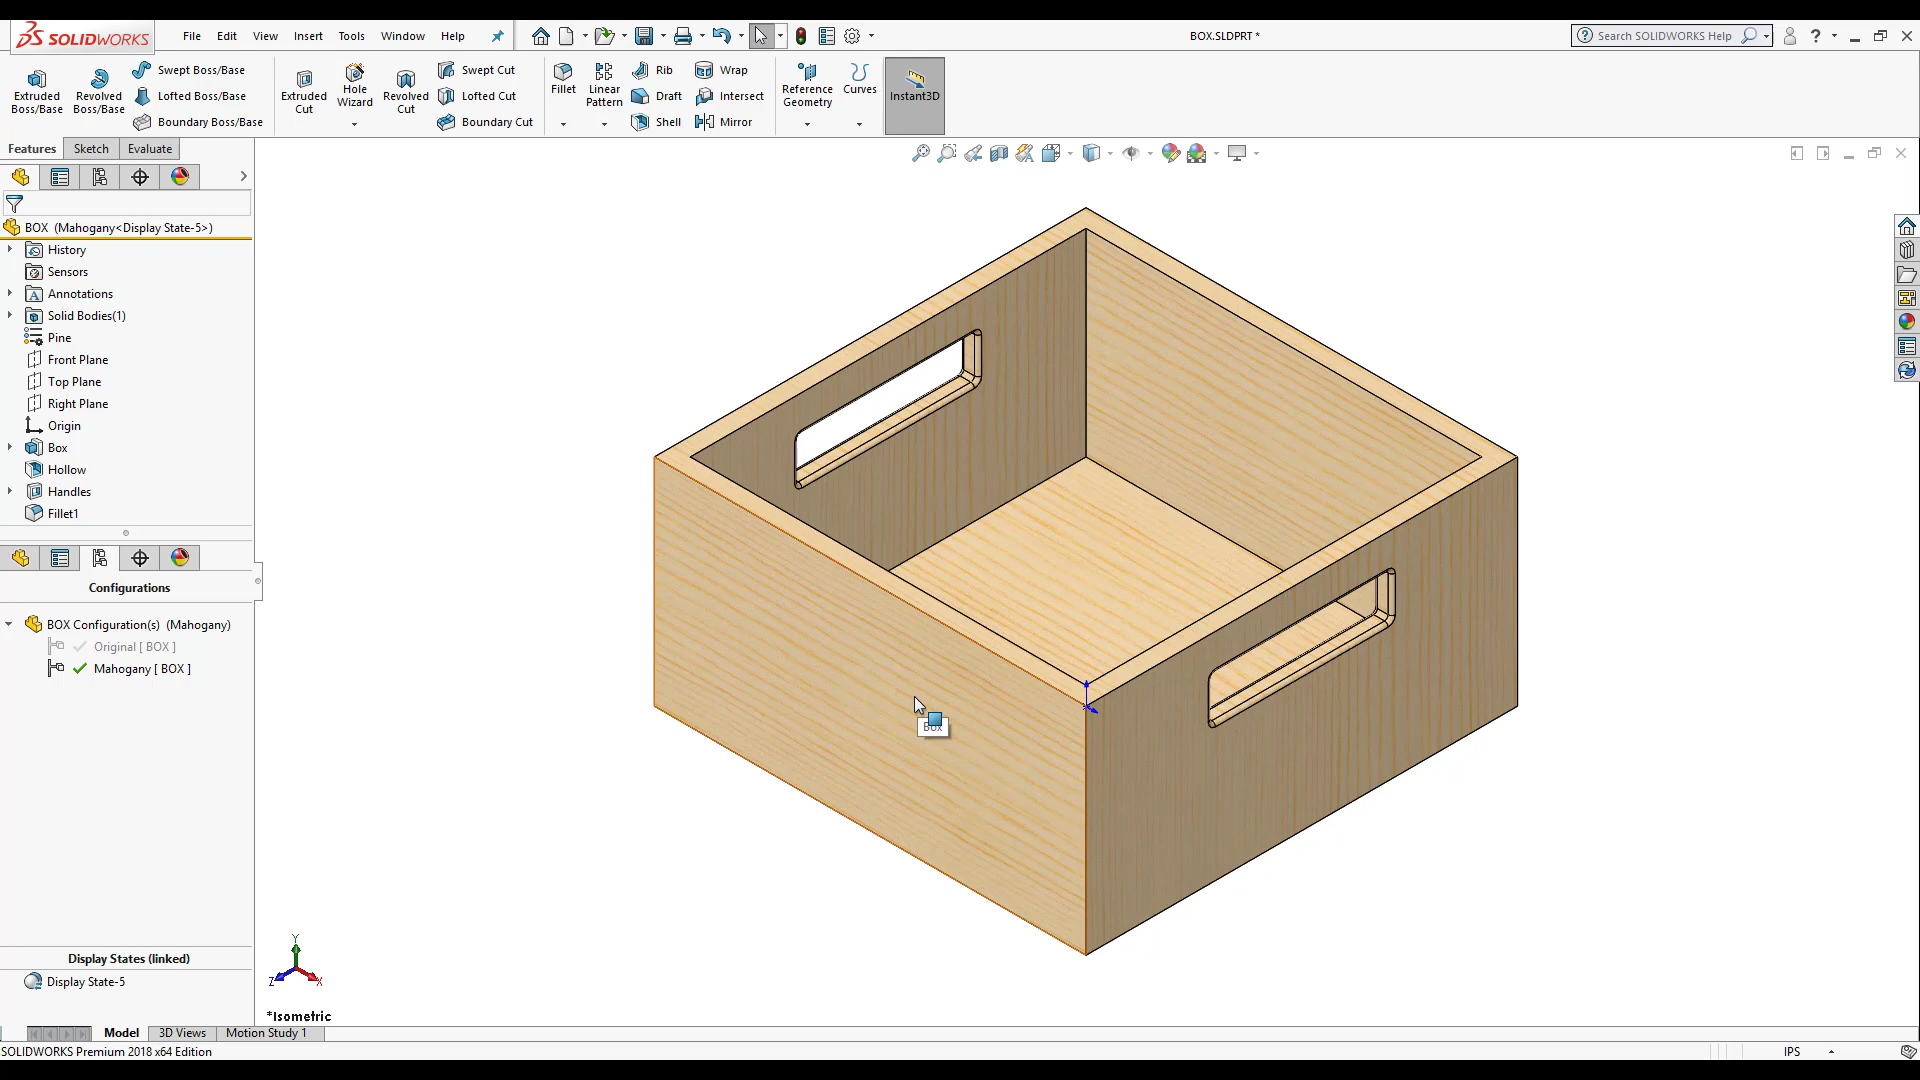 SOLIDWORKS
File Edit View Insert Tools Window Help
BOX.SLDPRT *
Search SOLIDWORKS Help
Extruded Boss/Base
Revolved Boss/Base
Swept Boss/Base
Lofted Boss/Base
Boundary Boss/Base
Extruded Cut
Hole Wizard
Revolved Cut
Swept Cut
Lofted Cut
Boundary Cut
Fillet
Linear Pattern
Rib
Draft
Shell
Wrap
Intersect
Mirror
Reference Geometry
Curves
Instant3D
Features Sketch Evaluate
BOX (Mahogany<Display State-5>)
History
Sensors
Annotations
Solid Bodies(1)
Pine
Front Plane
Top Plane
Right Plane
Origin
Box
Hollow
Handles
Fillet1
Configurations
BOX Configuration(s) (Mahogany)
Original [ BOX ]
Mahogany [ BOX ]
Box
Display States (linked)
Display State-5
Y
Z
X
*Isometric
Model 3D Views Motion Study 1
SOLIDWORKS Premium 2018 x64 Edition
IPS